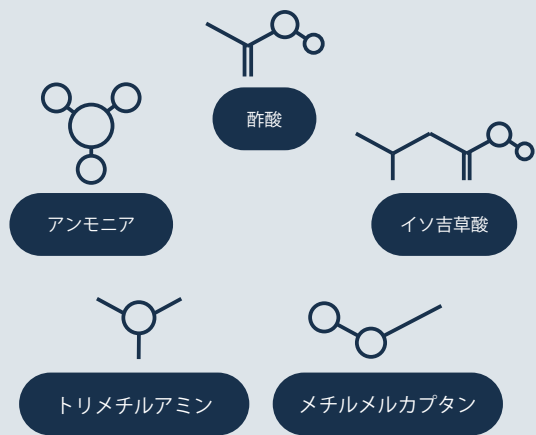 酢酸
アンモニア
イソ吉草酸
トリメチルアミン
メチルメルカプタン